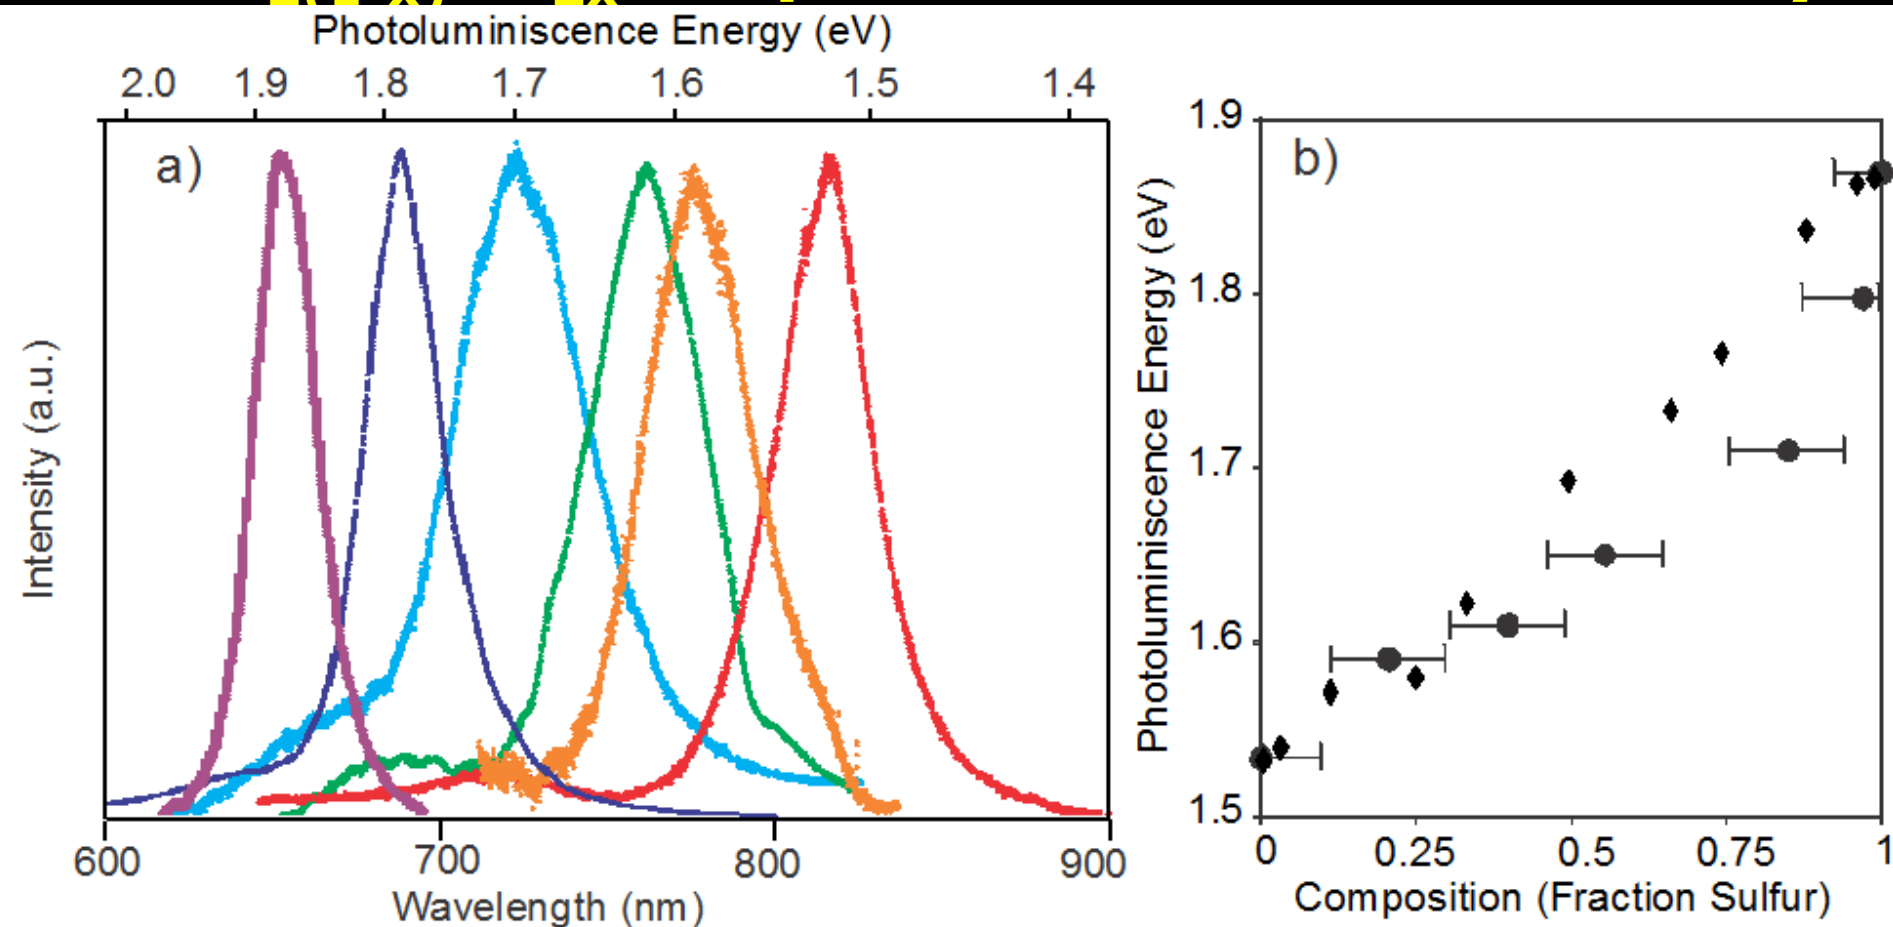 Photoluminiscence Energy (eV)
2.0 1.9 1.8 1.7 1.6 1.5 1.4
a)
Intensity (a.u.)
600 700 800 900
Wavelength (nm)
b)
Photoluminiscence Energy (eV)
1.9
1.8
1.7
1.6
1.5
0 0.25 0.5 0.75 1
Composition (Fraction Sulfur)